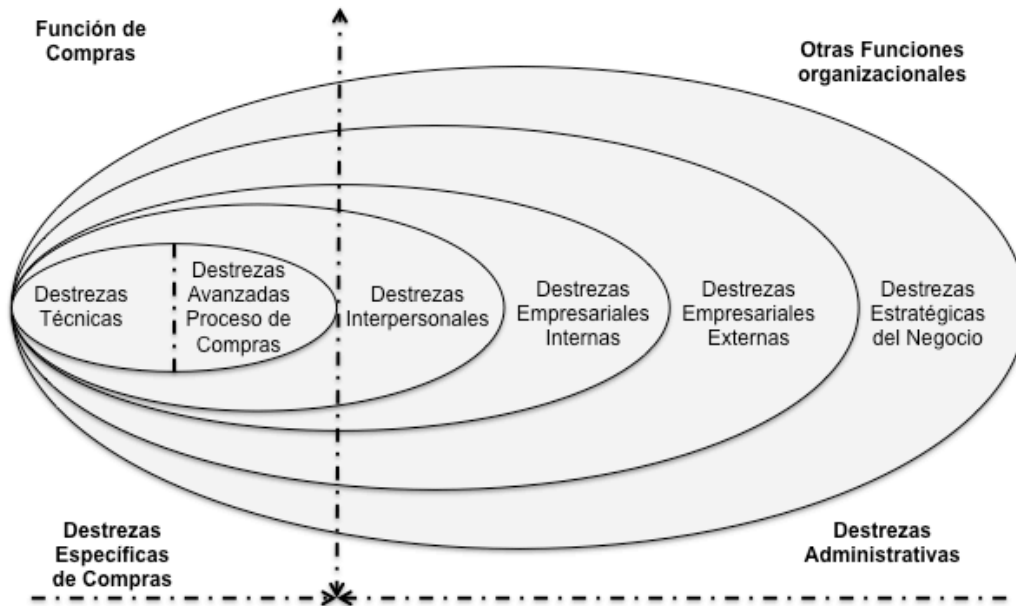 Función de
Compras
Otras Funciones
organizacionales
Destrezas
Técnicas
Destrezas
Avanzadas
Proceso de
Compras
Destrezas
Interpersonales
Destrezas
Empresariales
Internas
Destrezas
Empresariales
Externas
Destrezas
Estratégicas
del Negocio
Destrezas
Específicas
de Compras
Destrezas
Administrativas